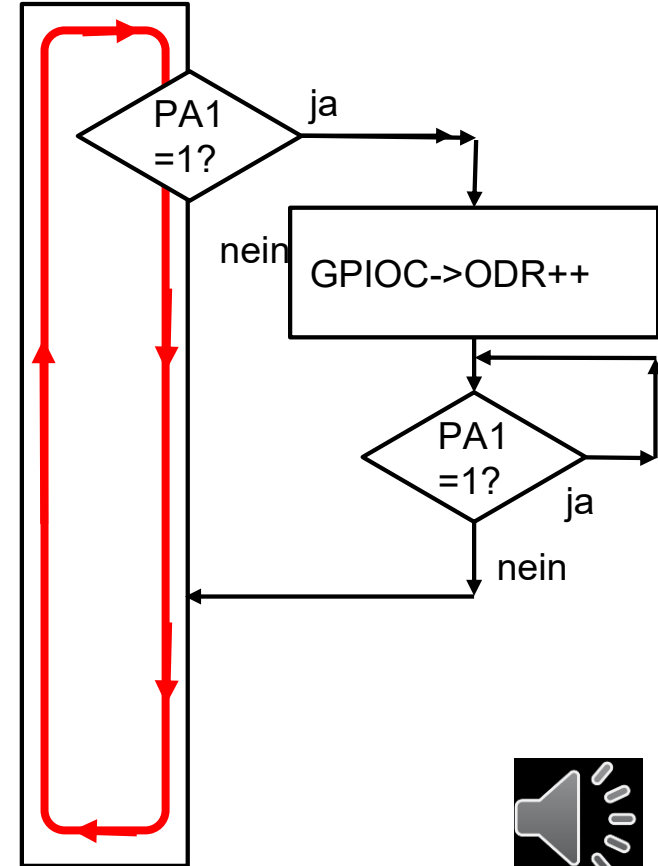 PA1
=1?
ja
nein
GPIOC->ODR++
PA1
=1?
ja
nein